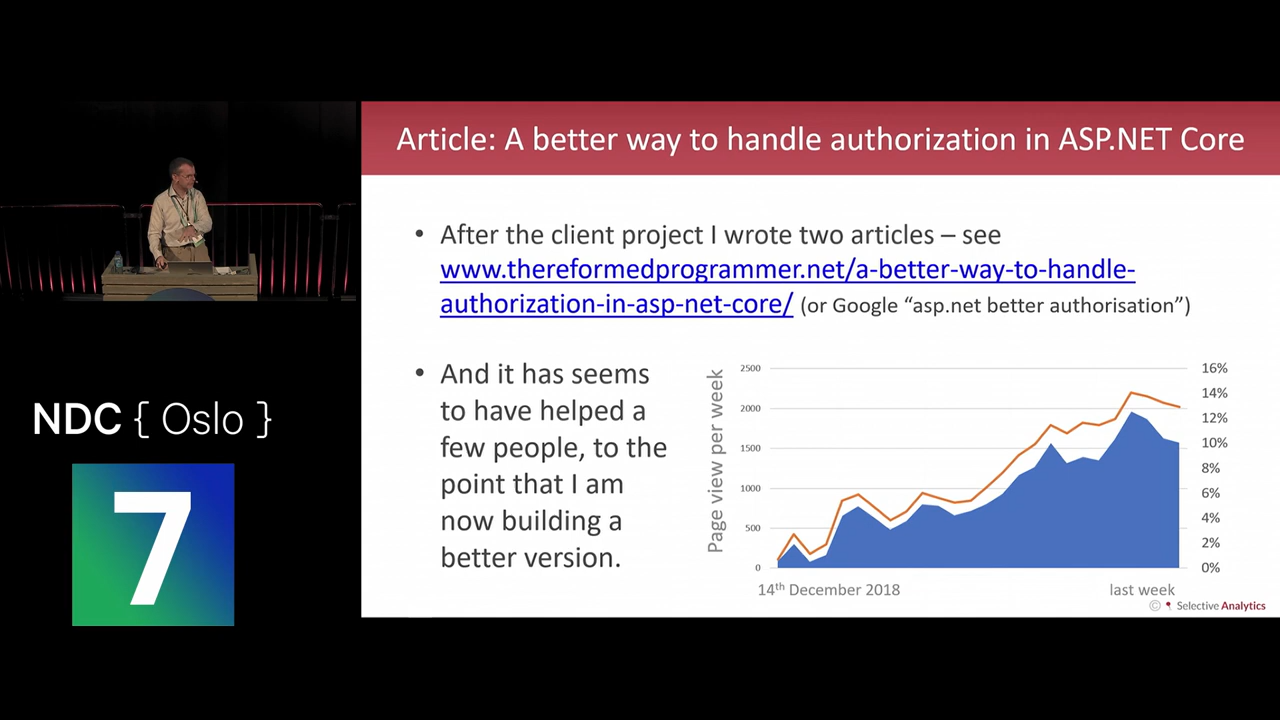 Article: A better way to handle authorization in ASP.NET Core
• After the client project I wrote two articles – see
www.thereformedprogrammer.net/a-better-way-to-handle-
authorization-in-asp-net-core/ (or Google “asp.net better authorisation”)
• And it has seems
to have helped a
few people, to the
point that I am
now building a
better version.
Page view per week
2500
2000
1500
1000
500
0
16%
14%
12%
10%
8%
6%
4%
2%
0%
14th December 2018
last week
© Selective Analytics
NDC { Oslo }
7